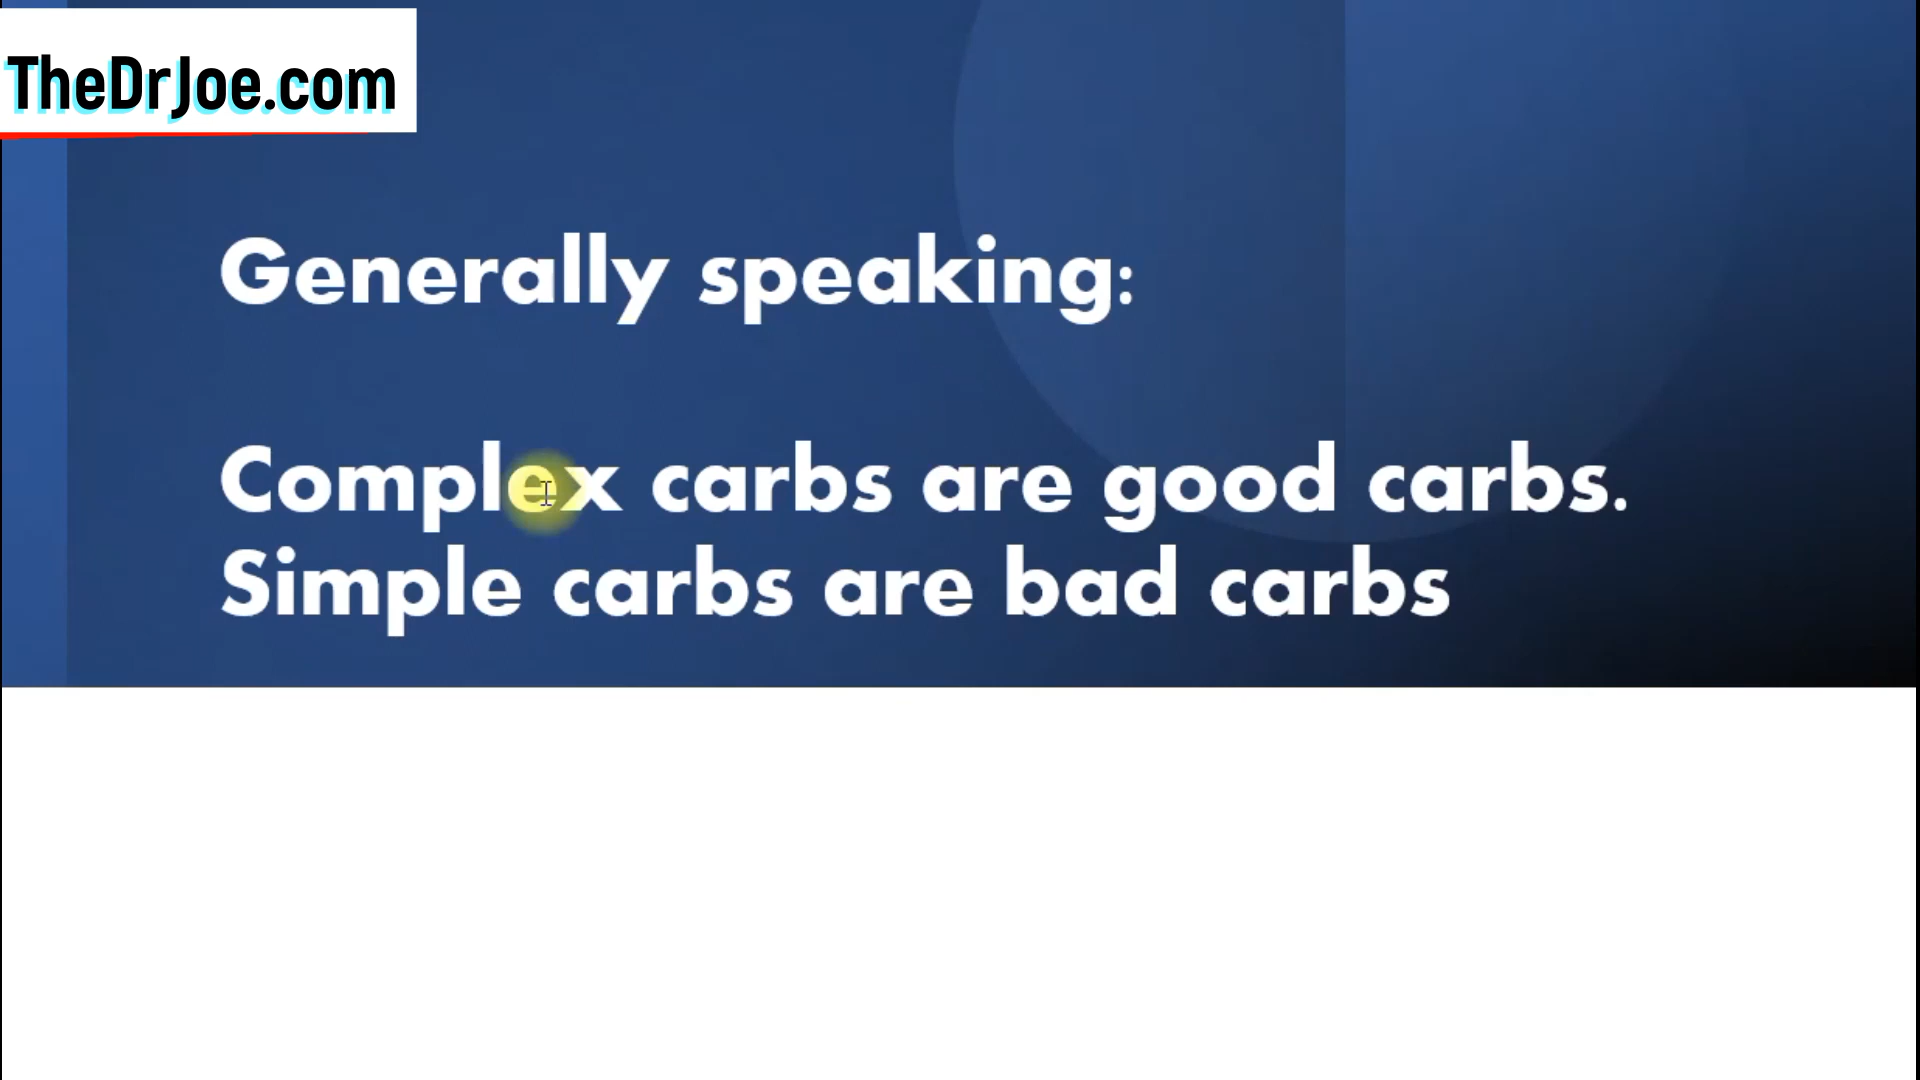 TheDrJoe.com
Generally speaking:
Complex carbs are good carbs.
Simple carbs are bad carbs